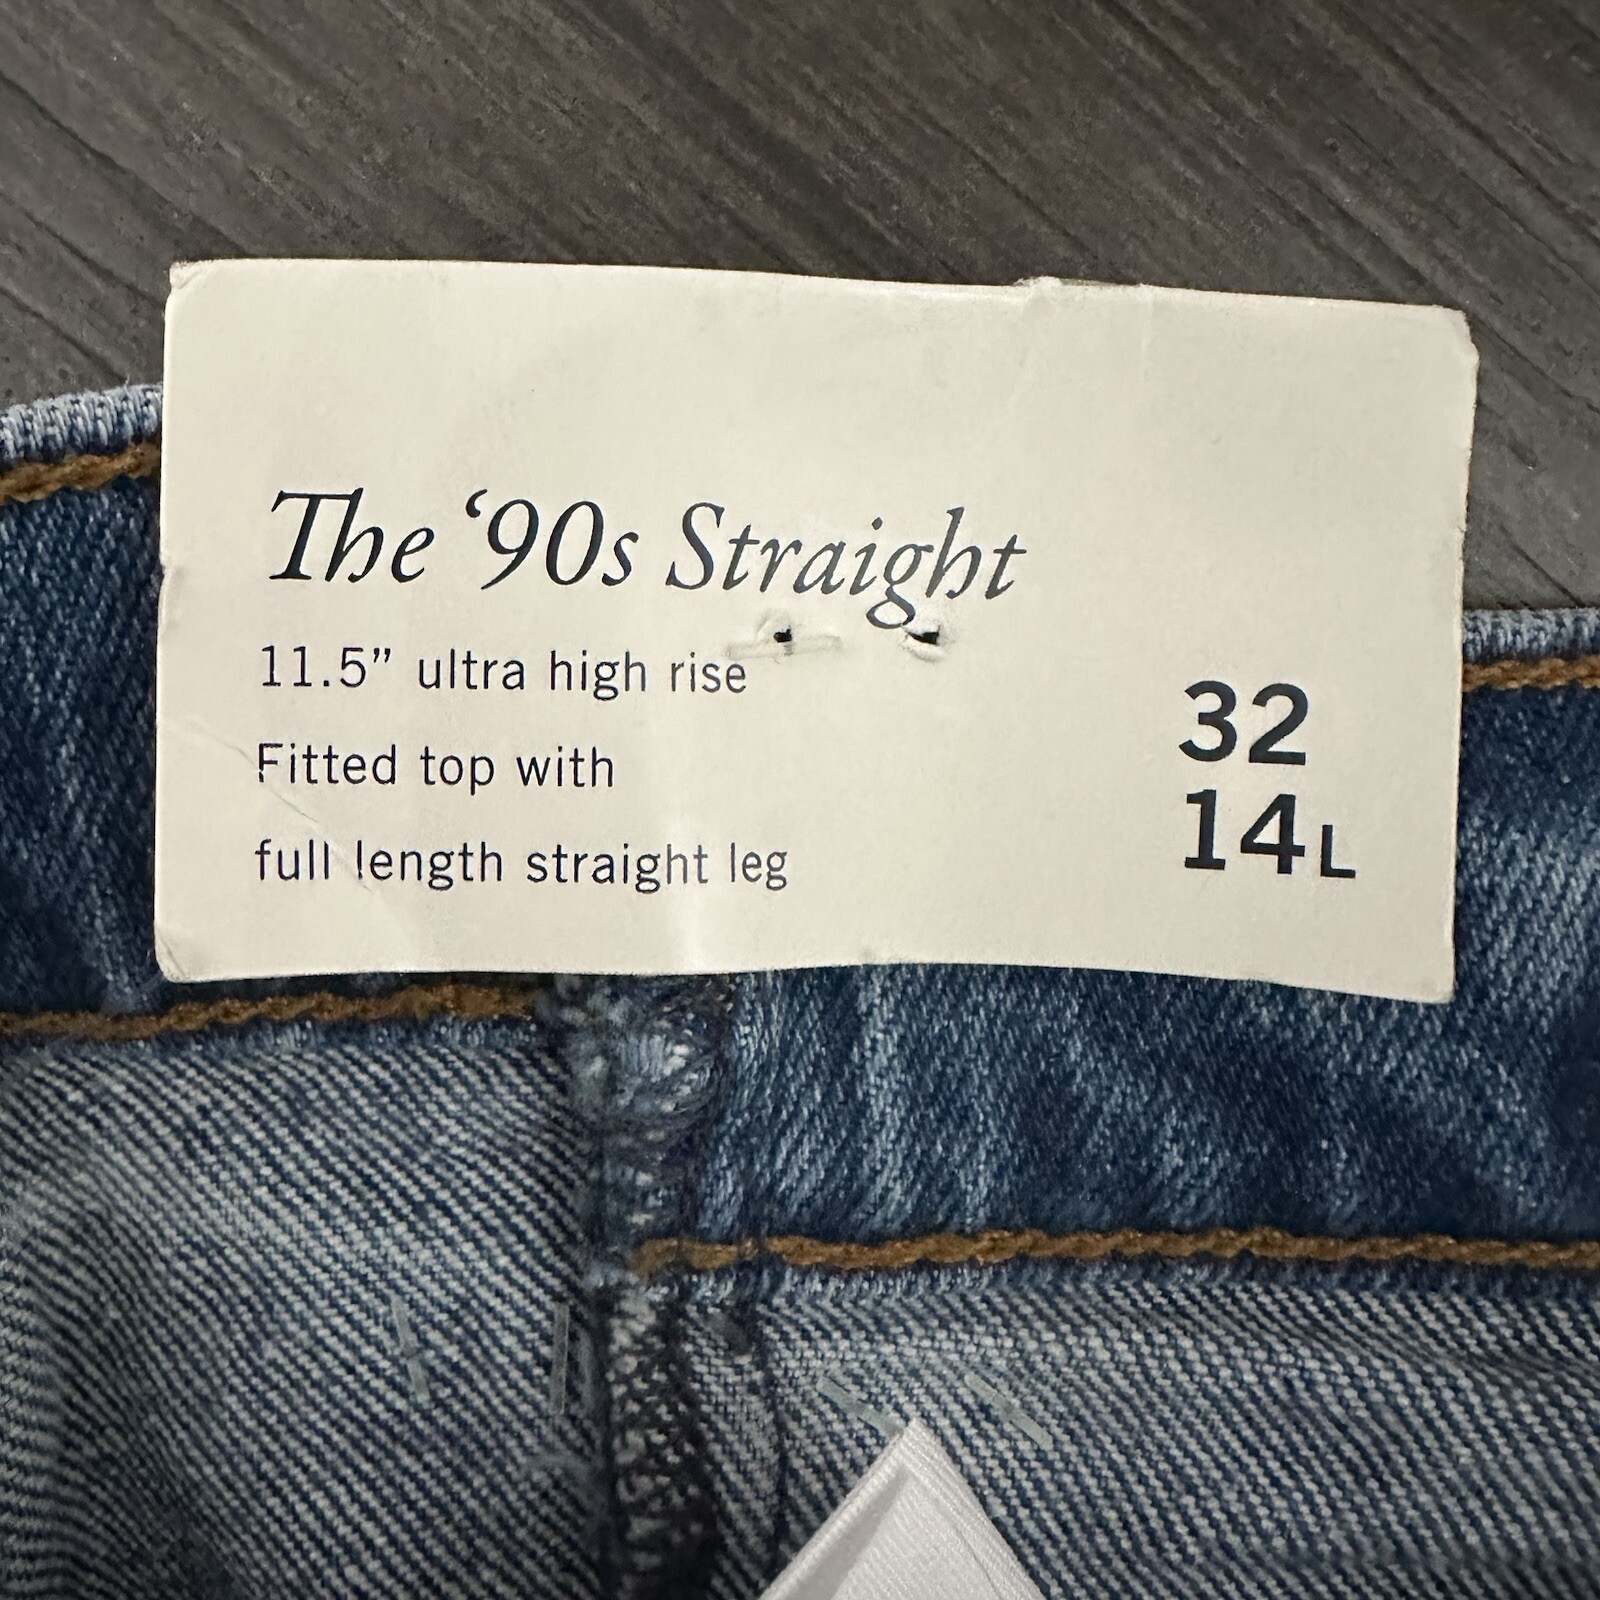 The ‘90s Straight
11.5” ultra high rise
Fitted top with
full length straight leg
32
14L